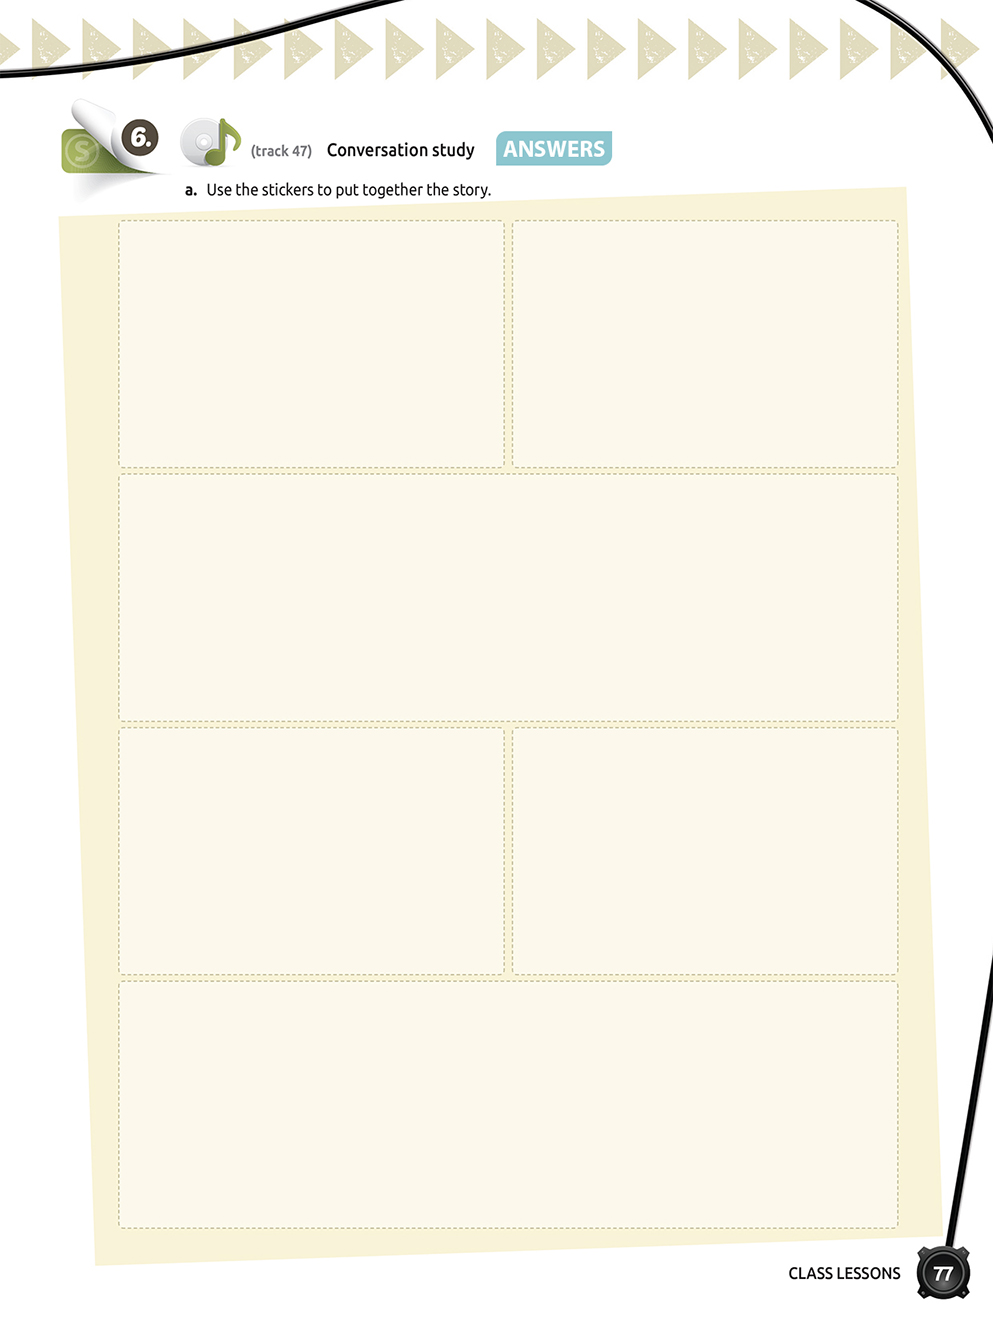 S
6.
(track 47) Conversation study ANSWERS
a. Use the stickers to put together the story.
CLASS LESSONS 77